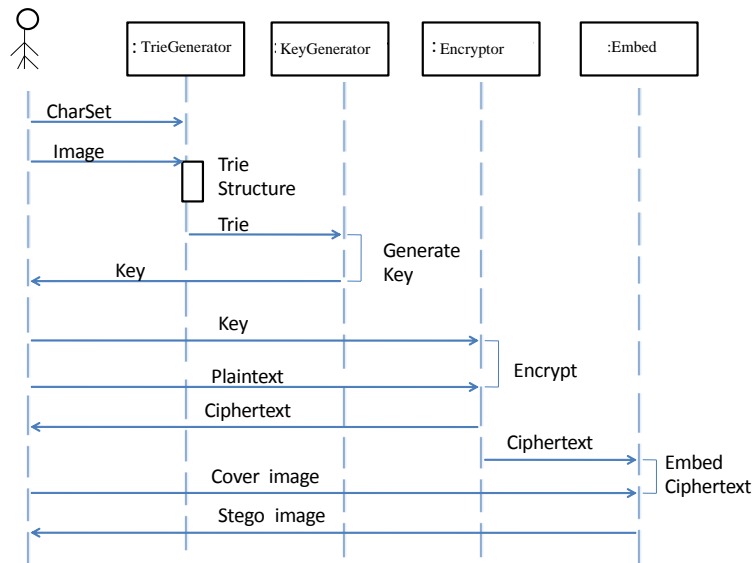 : TrieGenerator
: KeyGenerator
: Encryptor
:Embed
CharSet
Image
Trie
Structure
Trie
Generate
Key
Key
Key
Encrypt
Plaintext
Ciphertext
Ciphertext
Embed
Ciphertext
Cover image
Stego image